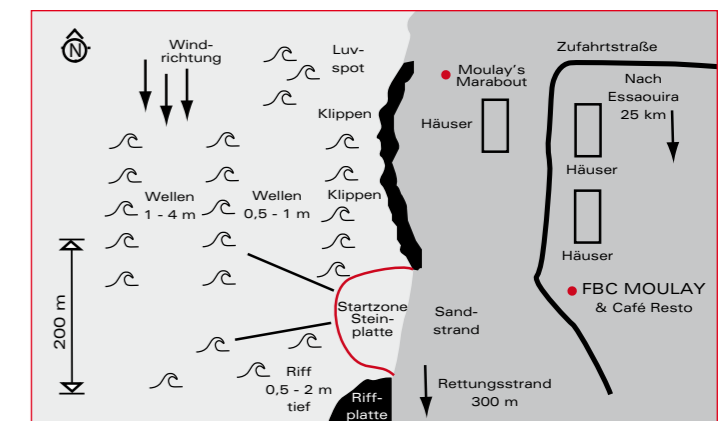 N
Wind-
richtung
Luv-
spot
Klippen
Moulay's
Marabout
Häuser
Zufahrtstraße
Nach
Essaouira
25 km
Häuser
Häuser
Wellen
1 - 4 m
Wellen
0,5 - 1 m
Klippen
200 m
Startzone
Stein-
platte
Sand-
strand
FBC MOULAY
& Café Resto
Riff
0,5 - 2 m
tief
Riff-
platte
Rettungsstrand
300 m